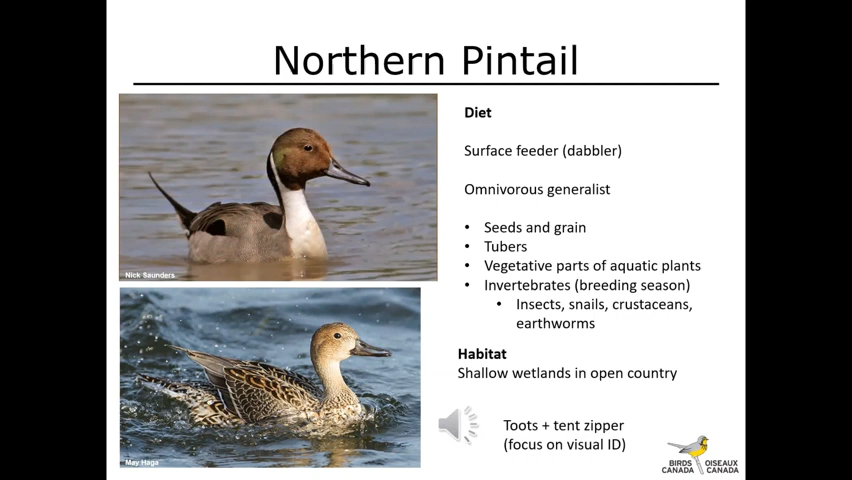 Northern Pintail
Nick Saunders
May Haga
Diet
Surface feeder (dabbler)
Omnivorous generalist
• Seeds and grain
• Tubers
• Vegetative parts of aquatic plants
• Invertebrates (breeding season)
• Insects, snails, crustaceans,
earthworms
Habitat
Shallow wetlands in open country
Toots + tent zipper
(focus on visual ID)
BIRDS OISEAUX
CANADA CANADA